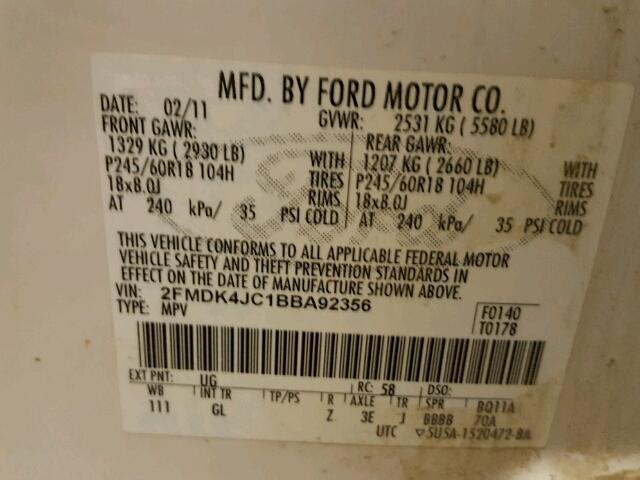 MFD. BY FORD MOTOR CO.
DATE: 02/11 GVWR: 2531 KG ( 5580 LB)
FRONT GAWR: REAR GAWR:
1329 KG ( 2930 LB) WITH 1207 KG ( 2660 LB) WITH
P245/60R18 104H TIRES P245/60R18 104H TIRES
18x8.0J RIMS 18x8.0J RIMS
AT 240 kPa/ 35 PSI COLD AT 240 kPa/ 35 PSI COLD
THIS VEHICLE CONFORMS TO ALL APPLICABLE FEDERAL MOTOR
VEHICLE SAFETY AND THEFT PREVENTION STANDARDS IN
EFFECT ON THE DATE OF MANUFACTURE SHOWN ABOVE.
VIN: 2FMDK4JC1BBA92356 F0140
TYPE: MPV T0178
EXT PNT: UG RC: 58 DSO:
WB INT TR TP/PS R AXLE TR SPR BQ11A
111 GL Z 3E J BBBB 70A
UTC ▽5U5A-1520472-BA